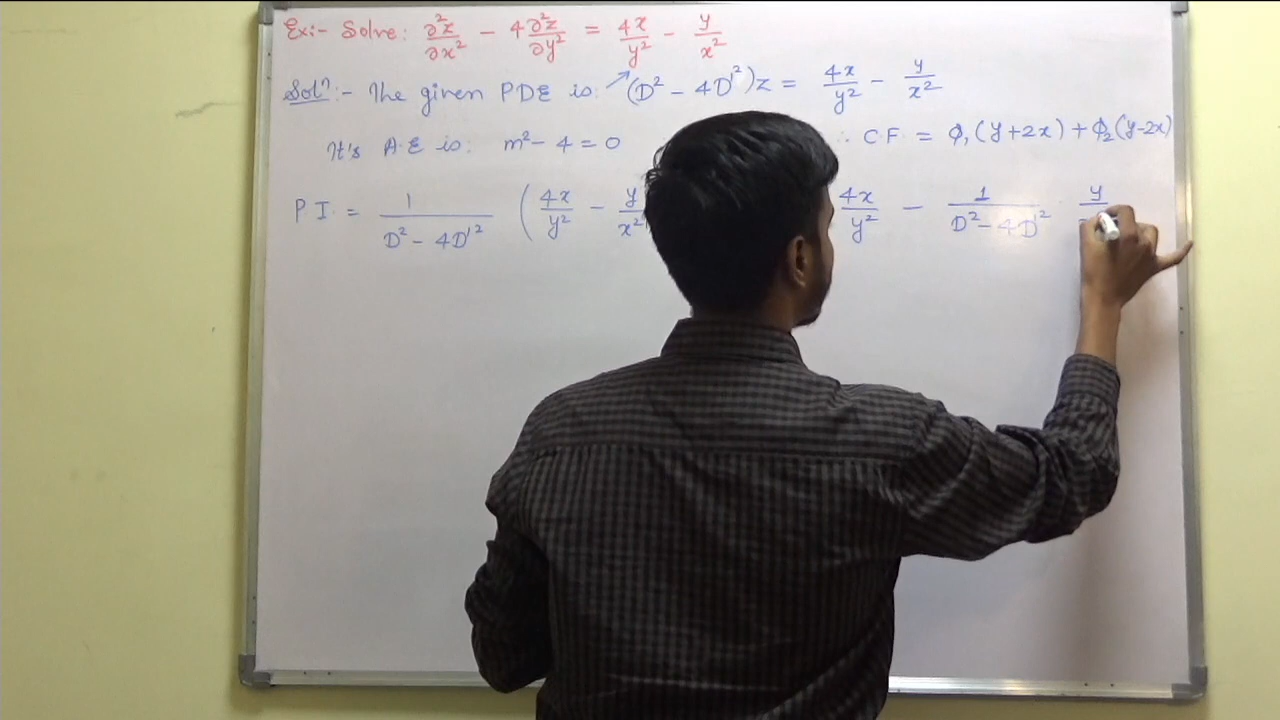 Ex:- Solve: ∂²z/∂x² - 4 ∂²z/∂y² = 4x/y² - y/x²
Solⁿ:- The given PDE is: (D² - 4D'²)z = 4x/y² - y/x²
It's A·E is: m² - 4 = 0 ∴ CF = ϕ₁(y+2x) + ϕ₂(y-2x)
P I = 1/(D² - 4D'²) (4x/y² - y/x² 4x/y² - 1/(D² - 4D'²) y